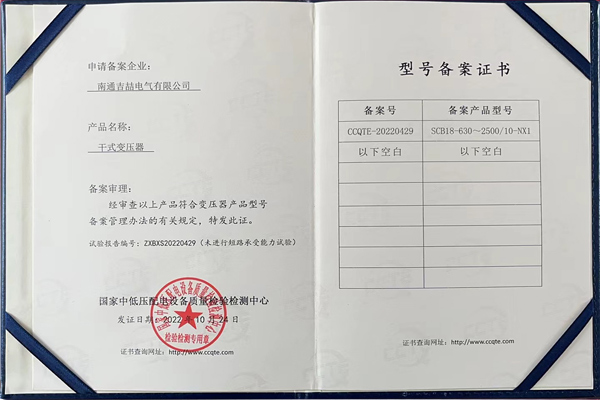 申请备案企业:
南通吉喆电气有限公司
产品名称:
干式变压器
备案审理:
经审查以上产品符合变压器产品型号
备案管理办法的有关规定,特发此证。
试验报告编号:ZXBXS20220429(未进行短路承受能力试验)
国家中低压配电设备质量检验检测中心
发证日期:2022年10月24日
检验检测专用章
证书查询网址:http://www.ccqte.com
型号备案证书
备案号 备案产品型号
CCQTE-20220429 SCB18-630～2500/10-NX1
以下空白 以下空白
证书查询网址:http://www.ccqte.com